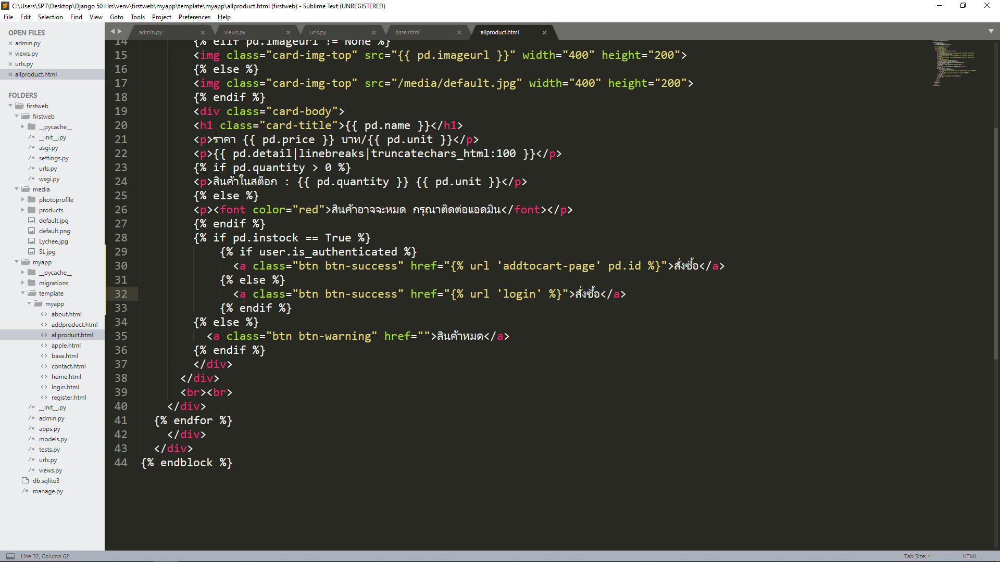 C:\Users\SPT\Desktop\Django 50 Hrs\venv\firstweb\myapp\template\myapp\allproduct.html (firstweb) - Sublime Text (UNREGISTERED)
File Edit Selection Find View Goto Tools Project Preferences Help
OPEN FILES
admin.py
views.py
urls.py
allproduct.html
FOLDERS
firstweb
firstweb
__pycache__
__init__.py
asgi.py
settings.py
urls.py
wsgi.py
media
photoprofile
products
default.jpg
default.png
Lychee.jpg
SL.jpg
myapp
__pycache__
migrations
template
myapp
about.html
addproduct.html
allproduct.html
apple.html
base.html
contact.html
home.html
login.html
register.html
__init__.py
admin.py
apps.py
models.py
tests.py
urls.py
views.py
db.sqlite3
manage.py
admin.py views.py urls.py base.html allproduct.html
14 {% elif pd.imageurl != None %}
15 <img class="card-img-top" src="{{ pd.imageurl }}" width="400" height="200">
16 {% else %}
17 <img class="card-img-top" src="/media/default.jpg" width="400" height="200">
18 {% endif %}
19 <div class="card-body">
20 <h1 class="card-title">{{ pd.name }}</h1>
21 <p>ราคา {{ pd.price }} บาท/{{ pd.unit }}</p>
22 <p>{{ pd.detail|linebreaks|truncatechars_html:100 }}</p>
23 {% if pd.quantity > 0 %}
24 <p>สินค้าในสต็อก : {{ pd.quantity }} {{ pd.unit }}</p>
25 {% else %}
26 <p><font color="red">สินค้าอาจจะหมด กรุณาติดต่อแอดมิน</font></p>
27 {% endif %}
28 {% if pd.instock == True %}
29 {% if user.is_authenticated %}
30 <a class="btn btn-success" href="{% url 'addtocart-page' pd.id %}">สั่งซื้อ</a>
31 {% else %}
32 <a class="btn btn-success" href="{% url 'login' %}">สั่งซื้อ</a>
33 {% endif %}
34 {% else %}
35 <a class="btn btn-warning" href="">สินค้าหมด</a>
36 {% endif %}
37 </div>
38 </div>
39 <br><br>
40 </div>
41 {% endfor %}
42 </div>
43 </div>
44 {% endblock %}
Line 32, Column 62 Tab Size: 4 HTML